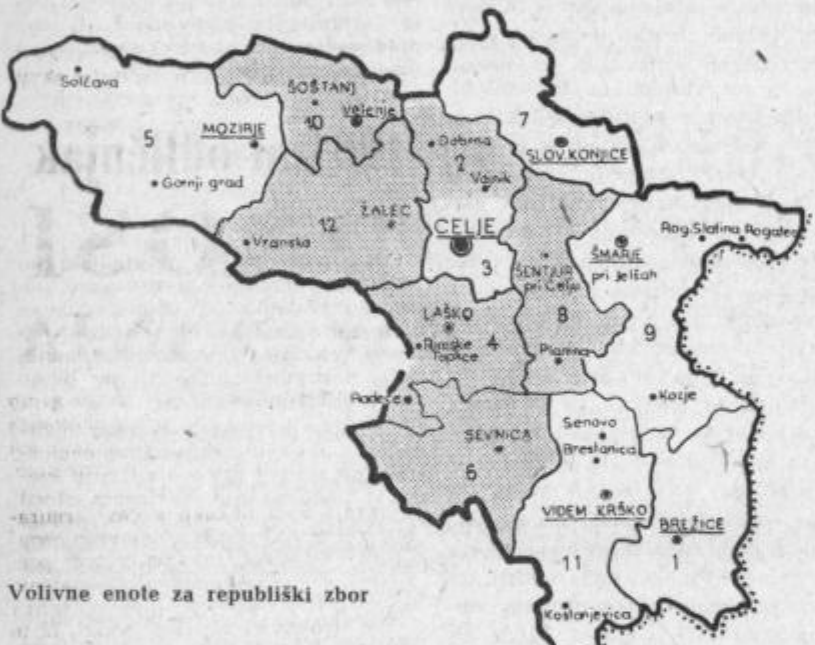 Solčava
ŠOŠTANJ
10
Velenje
7
5
MOZIRJE
Dobrna
2
SLOV. KONJICE
Gornji grad
Vojnik
12
ŽALEC
CELJE
Rog. Slatina
Rogatec
Vranska
3
ŠMARJE
pri Jelšah
ŠENTJUR
pri Celju
LAŠKO
8
9
4
Rimske
Toplice
Planina
Radeče
Kozje
Senovo
SEVNICA
Brestanica
6
VIDEM KRŠKO
BREŽICE
1
11
Volivne enote za republiški zbor
Kostanjevica